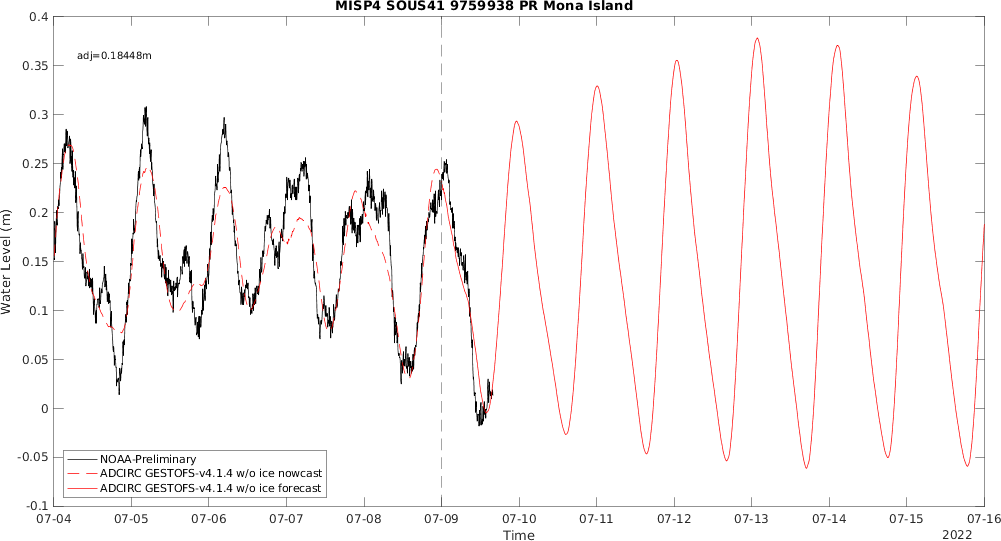 MISP4 SOUS41 9759938 PR Mona Island
adj=0.18448m
0.4
0.35
0.3
0.25
0.2
0.15
0.1
0.05
0
-0.05
-0.1
Water Level (m)
NOAA-Preliminary
ADCIRC GESTOFS-v4.1.4 w/o ice nowcast
ADCIRC GESTOFS-v4.1.4 w/o ice forecast
07-04 07-05 07-06 07-07 07-08 07-09 07-10 07-11 07-12 07-13 07-14 07-15 07-16
Time
2022